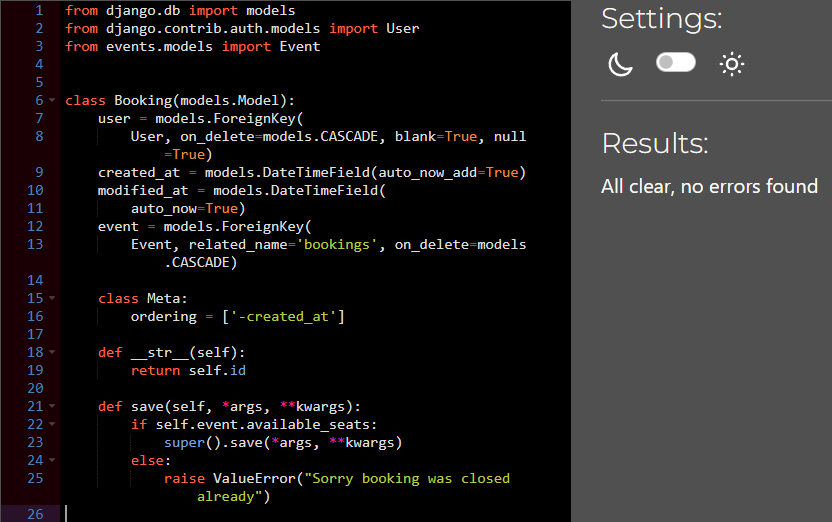 1 from django.db import models
2 from django.contrib.auth.models import User
3 from events.models import Event
4
5
6 class Booking(models.Model):
7     user = models.ForeignKey(
8         User, on_delete=models.CASCADE, blank=True, null
            =True)
9     created_at = models.DateTimeField(auto_now_add=True)
10     modified_at = models.DateTimeField(
11         auto_now=True)
12     event = models.ForeignKey(
13         Event, related_name='bookings', on_delete=models
            .CASCADE)
14
15     class Meta:
16         ordering = ['-created_at']
17
18     def __str__(self):
19         return self.id
20
21     def save(self, *args, **kwargs):
22         if self.event.available_seats:
23             super().save(*args, **kwargs)
24         else:
25             raise ValueError("Sorry booking was closed
                already")
26
Settings:
Results:
All clear, no errors found